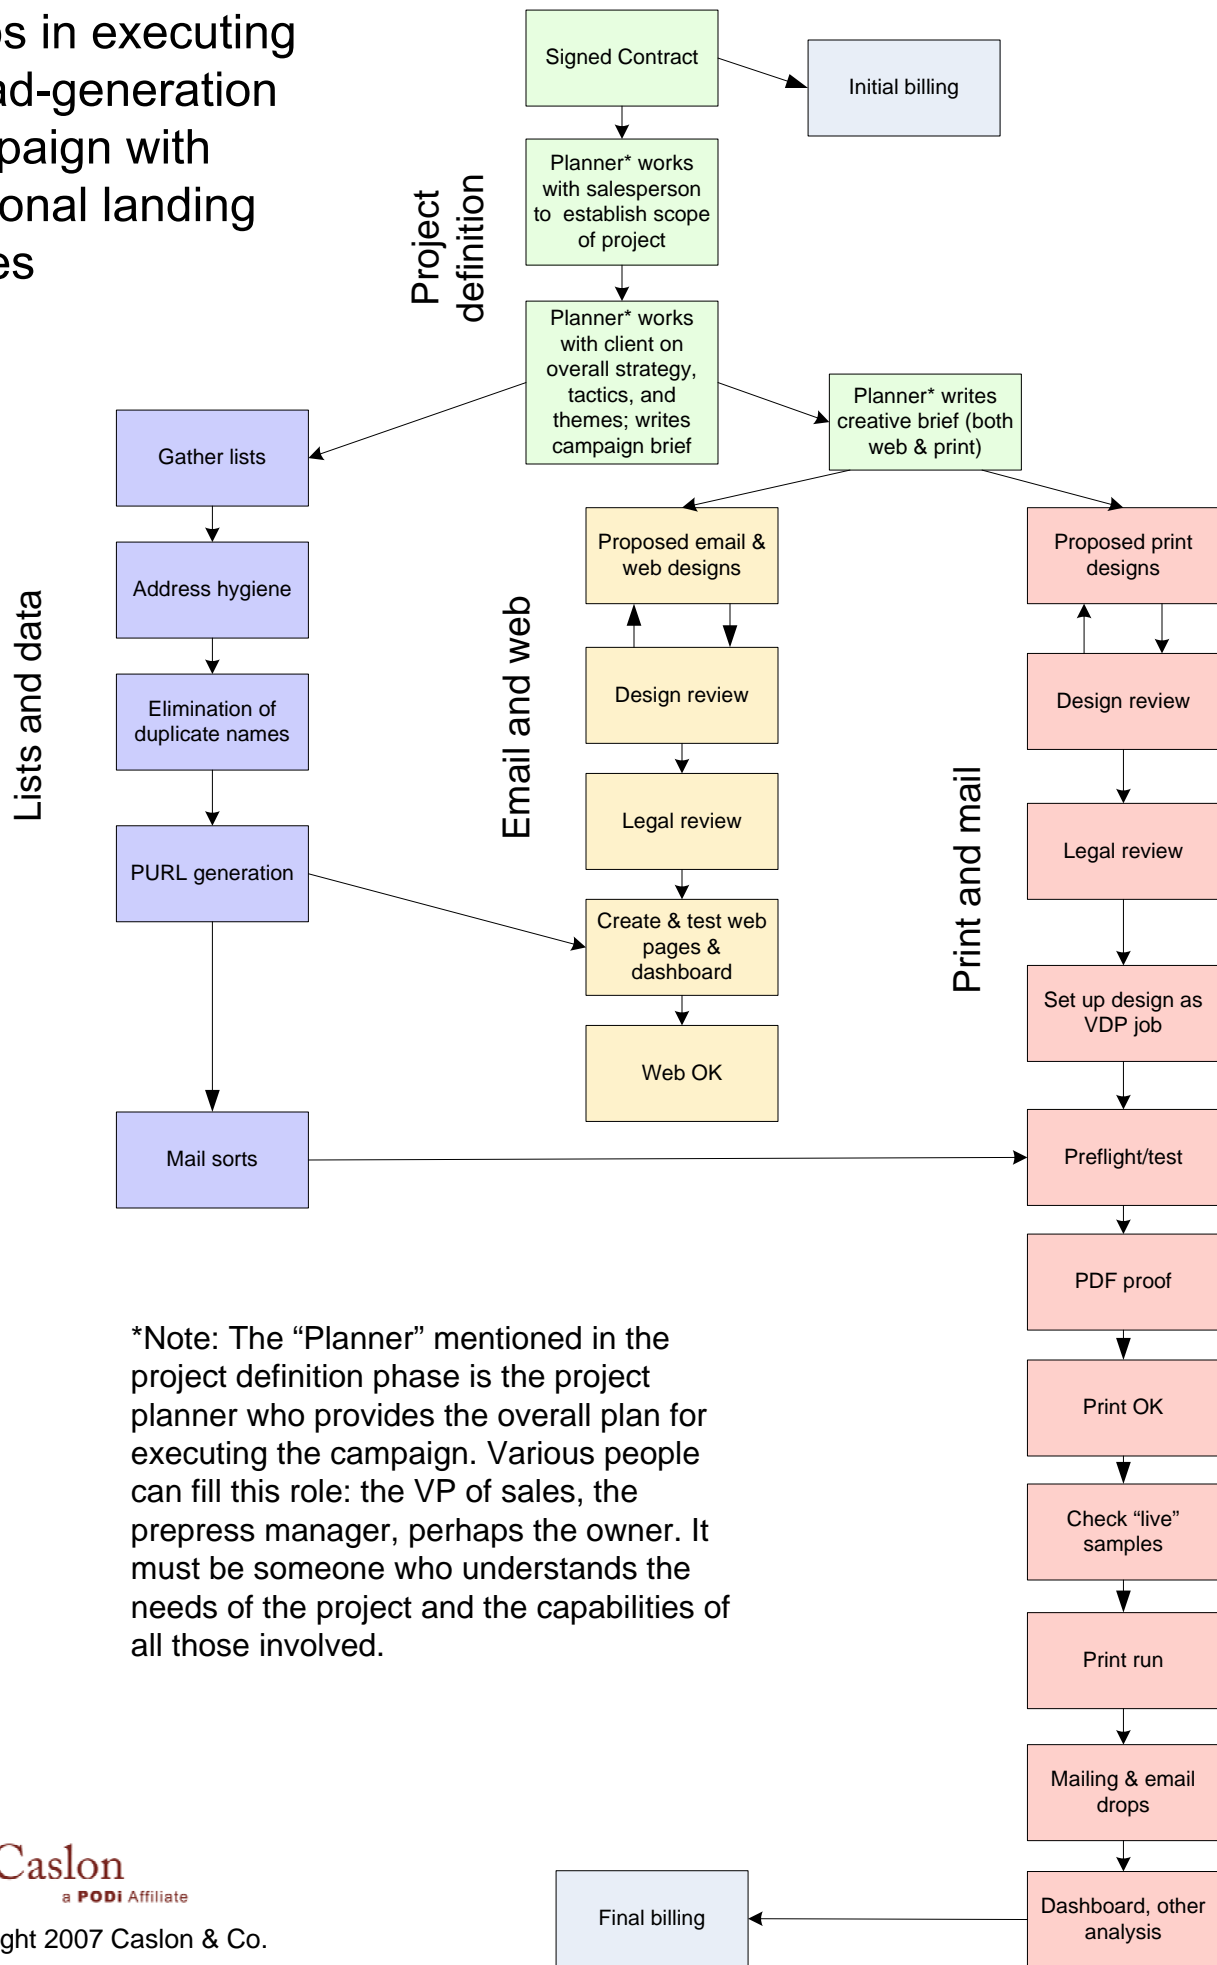 os in executing
ad-generation
paign with
onal landing
es
Signed Contract
Initial billing
Project
definition
Planner* works
with salesperson
to establish scope
of project
Planner* works
with client on
overall strategy,
tactics, and
themes; writes
campaign brief
Planner* writes
creative brief (both
web & print)
Lists and data
Gather lists
Address hygiene
Elimination of
duplicate names
PURL generation
Mail sorts
Email and web
Proposed email &
web designs
Design review
Legal review
Create & test web
pages &
dashboard
Web OK
Print and mail
Proposed print
designs
Design review
Legal review
Set up design as
VDP job
Preflight/test
PDF proof
Print OK
Check “live”
samples
Print run
Mailing & email
drops
Dashboard, other
analysis
Final billing
*Note: The “Planner” mentioned in the
project definition phase is the project
planner who provides the overall plan for
executing the campaign. Various people
can fill this role: the VP of sales, the
prepress manager, perhaps the owner. It
must be someone who understands the
needs of the project and the capabilities of
all those involved.
Caslon
a PODi Affiliate
ght 2007 Caslon & Co.